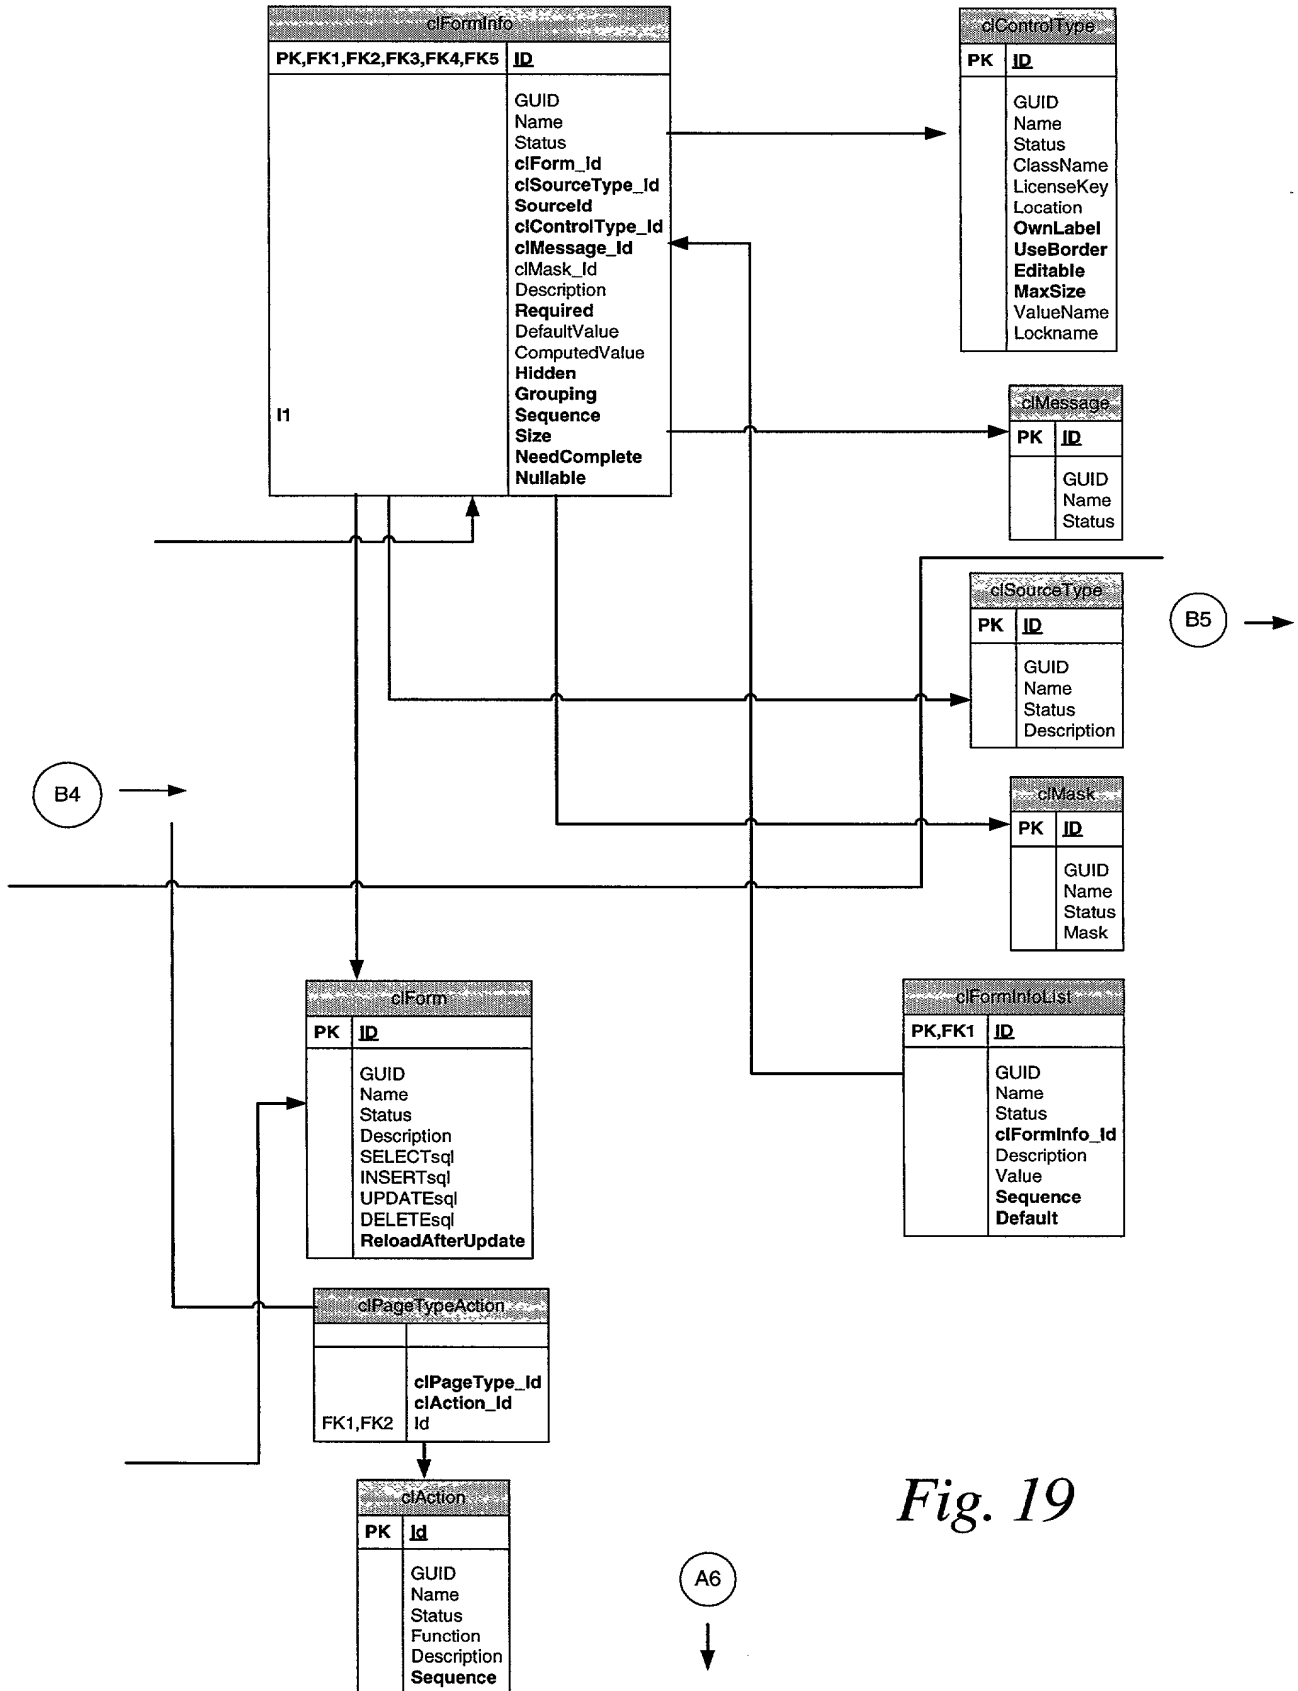 clFormInfo
PK,FK1,FK2,FK3,FK4,FK5 ID
GUID
Name
Status
clForm_Id
clSourceType_Id
SourceId
clControlType_Id
clMessage_Id
clMask_Id
Description
Required
DefaultValue
ComputedValue
Hidden
Grouping
I1 Sequence
Size
NeedComplete
Nullable
clControlType
PK ID
GUID
Name
Status
ClassName
LicenseKey
Location
OwnLabel
UseBorder
Editable
MaxSize
ValueName
Lockname
clMessage
PK ID
GUID
Name
Status
clSourceType
PK ID
GUID
Name
Status
Description
B5
B4
clMask
PK ID
GUID
Name
Status
Mask
clForm
PK ID
GUID
Name
Status
Description
SELECTsql
INSERTsql
UPDATEsql
DELETEsql
ReloadAfterUpdate
clFormInfoList
PK,FK1 ID
GUID
Name
Status
clFormInfo_Id
Description
Value
Sequence
Default
clPageTypeAction
clPageType_Id
clAction_Id
FK1,FK2 Id
clAction
PK Id
GUID
Name
Status
Function
Description
Sequence
Fig. 19
A6